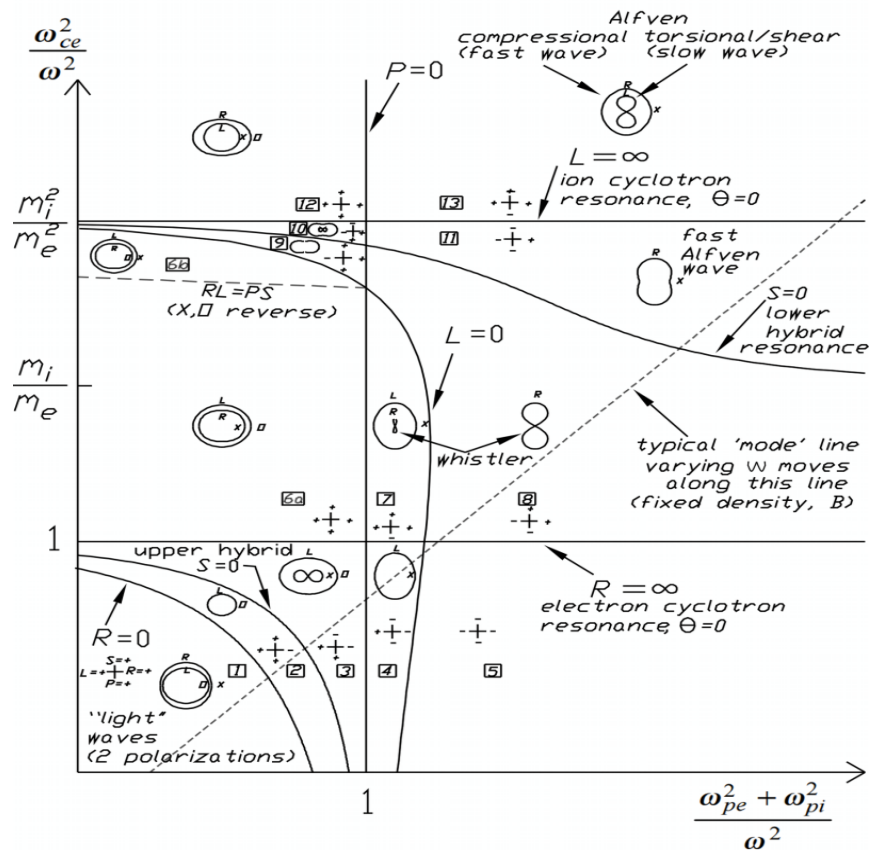 ω²ce
ω²
Alfven
compressional torsional/shear
(fast wave) (slow wave)
P=0
R
L
x
R
L
x □
L=∞
ion cyclotron
resonance, Θ=0
m²i
m²e
12 + + + +
13 + + + -
10 ∞ - + + -
11 + - + -
9
L
R
□ x
6b
fast
Alfven
wave
R
x
RL=PS
(X,□ reverse)
S=0
lower
hybrid
resonance
L=0
mi
me
L
R
x □
L
R
x
R
whistler
typical 'mode' line
varying w moves
along this line
(fixed density, B)
6a
7
8
1
upper hybrid
S=0
L
∞ x □
L
x
L
□
R=∞
electron cyclotron
resonance, Θ=0
R=0
S=+
L=+ R=+
P=+
1
2
3
4
5
R
L
□ x
"light"
waves
(2 polarizations)
1
ω²pe + ω²pi
ω²